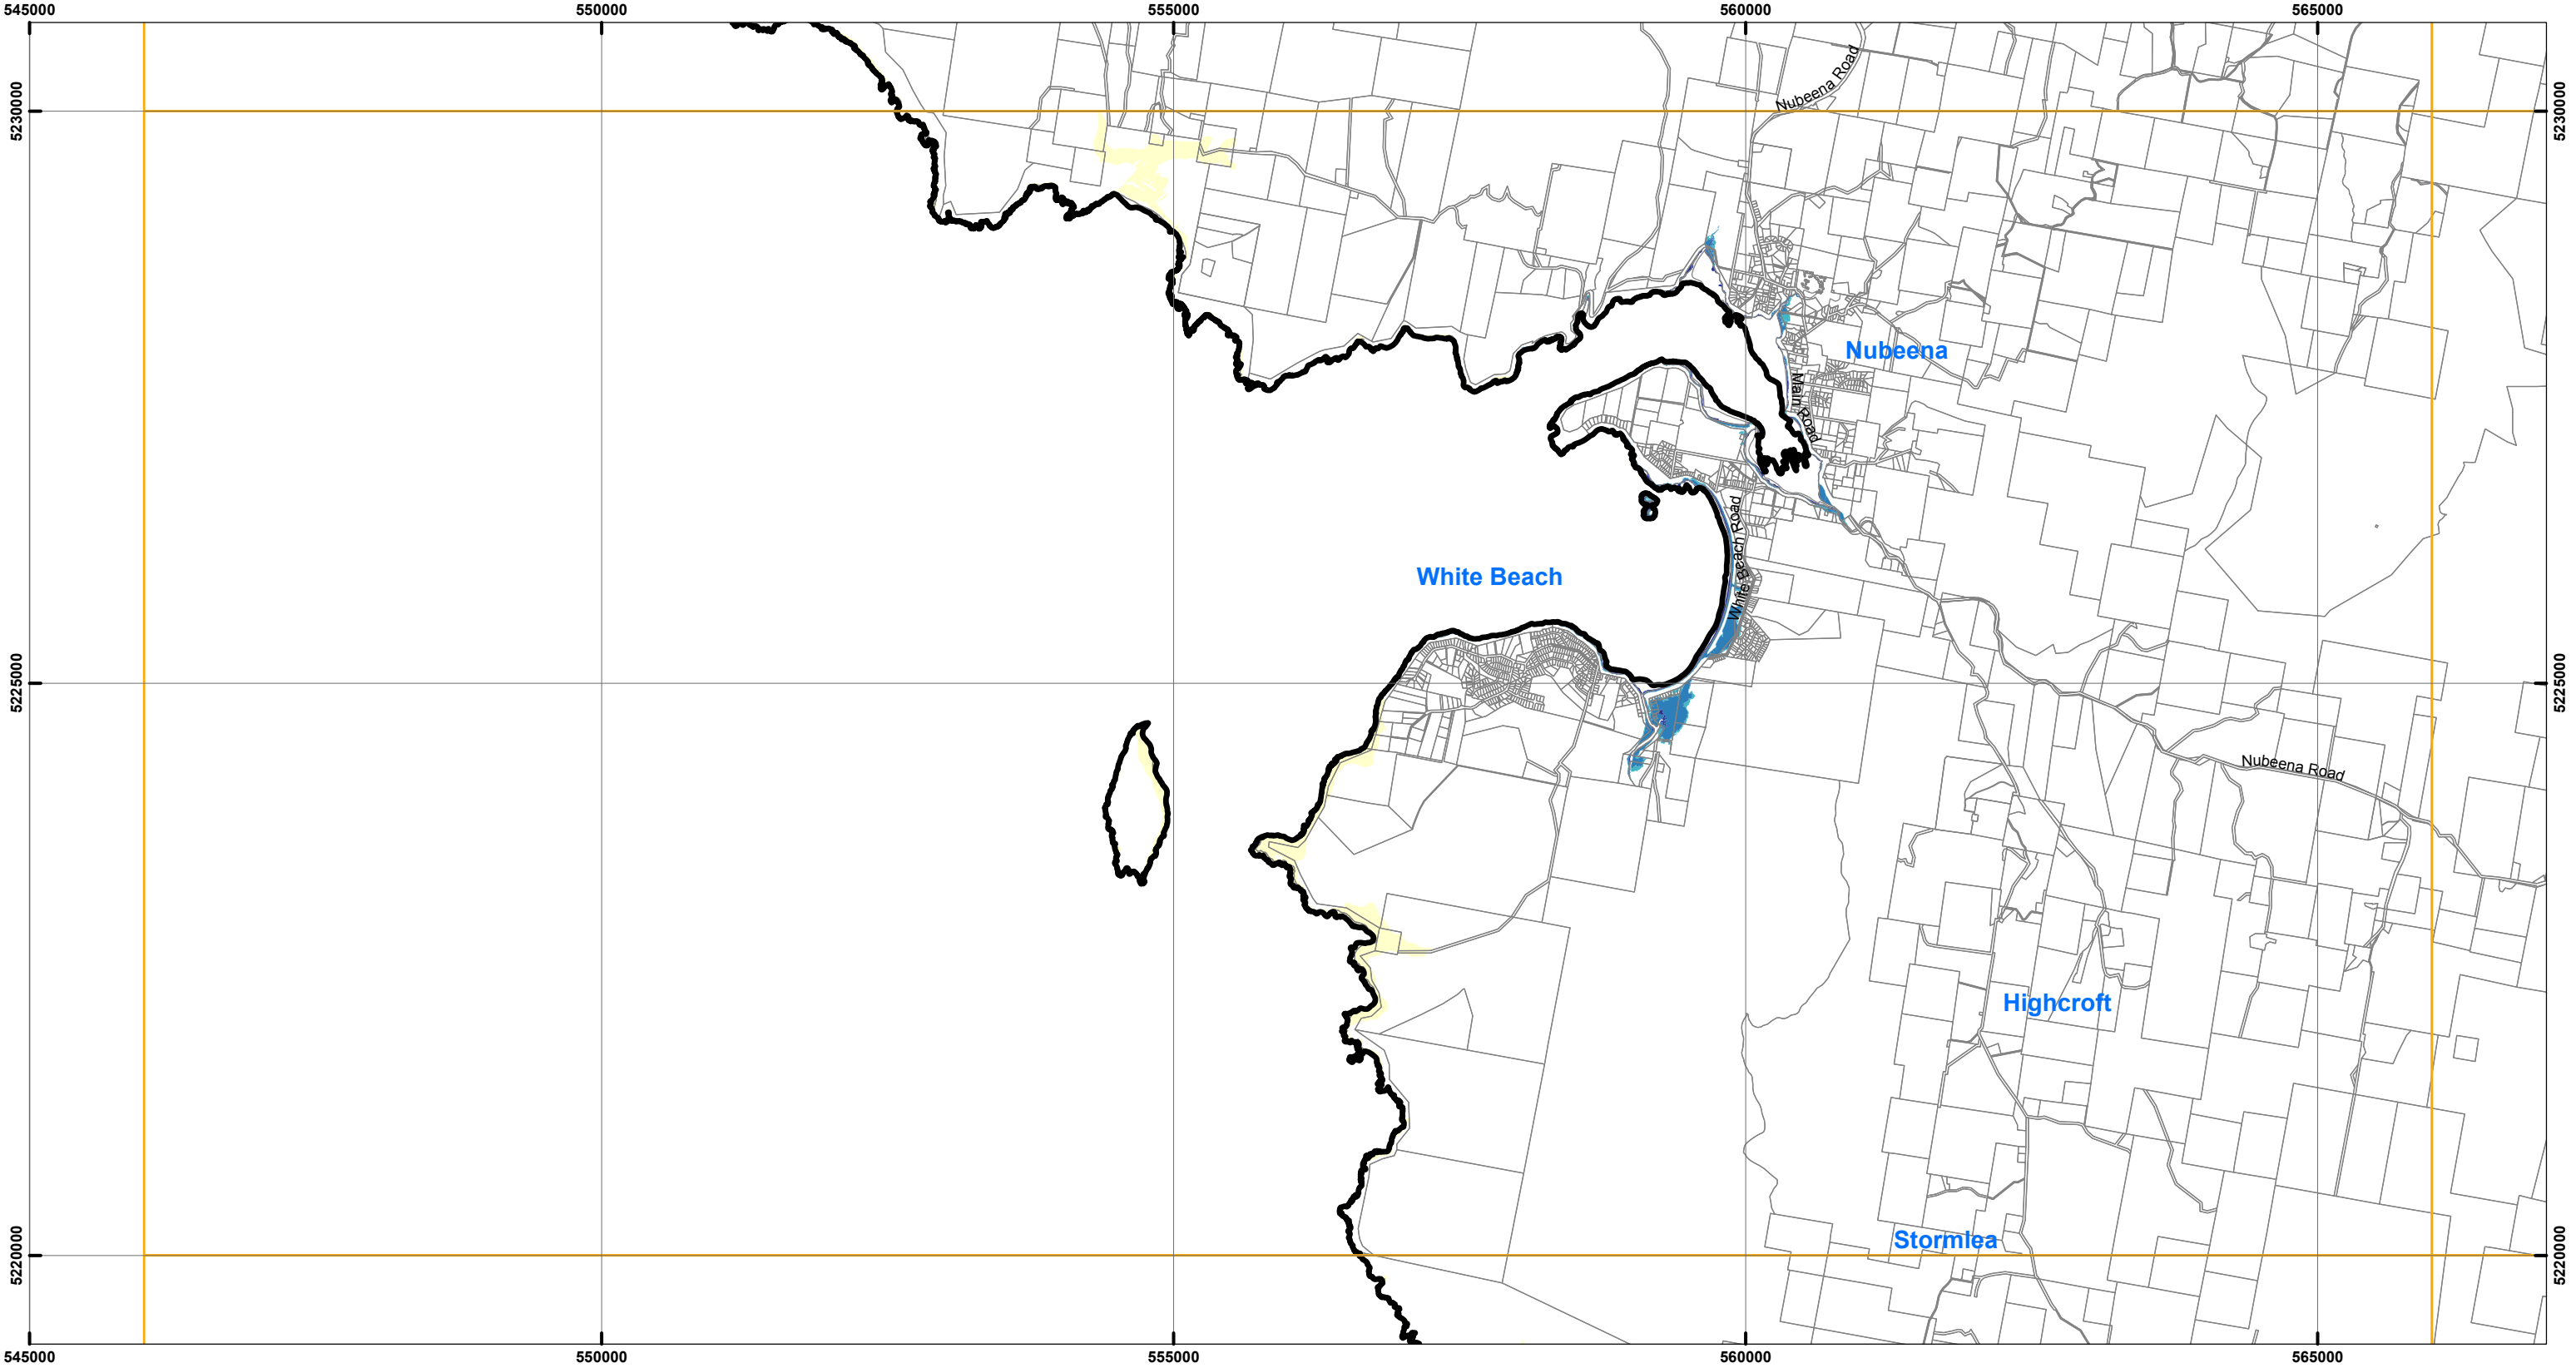 545000
550000
555000
560000
565000
5230000
5230000
Nubeena Road
Nubeena
Main Road
White Beach Road
White Beach
5225000
5225000
Nubeena Road
Highcroft
Stormlea
5220000
5220000
545000
550000
555000
560000
565000